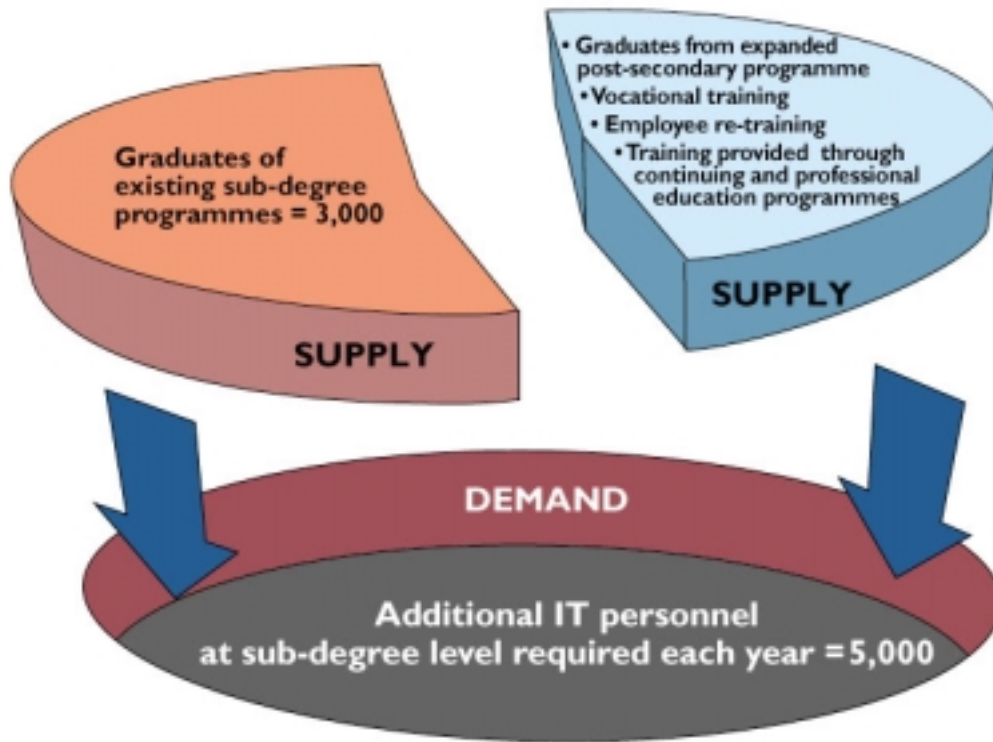 Graduates of
existing sub-degree
programmes = 3,000
SUPPLY
• Graduates from expanded
post-secondary programme
• Vocational training
• Employee re-training
• Training provided through
continuing and professional
education programmes
SUPPLY
DEMAND
Additional IT personnel
at sub-degree level required each year = 5,000